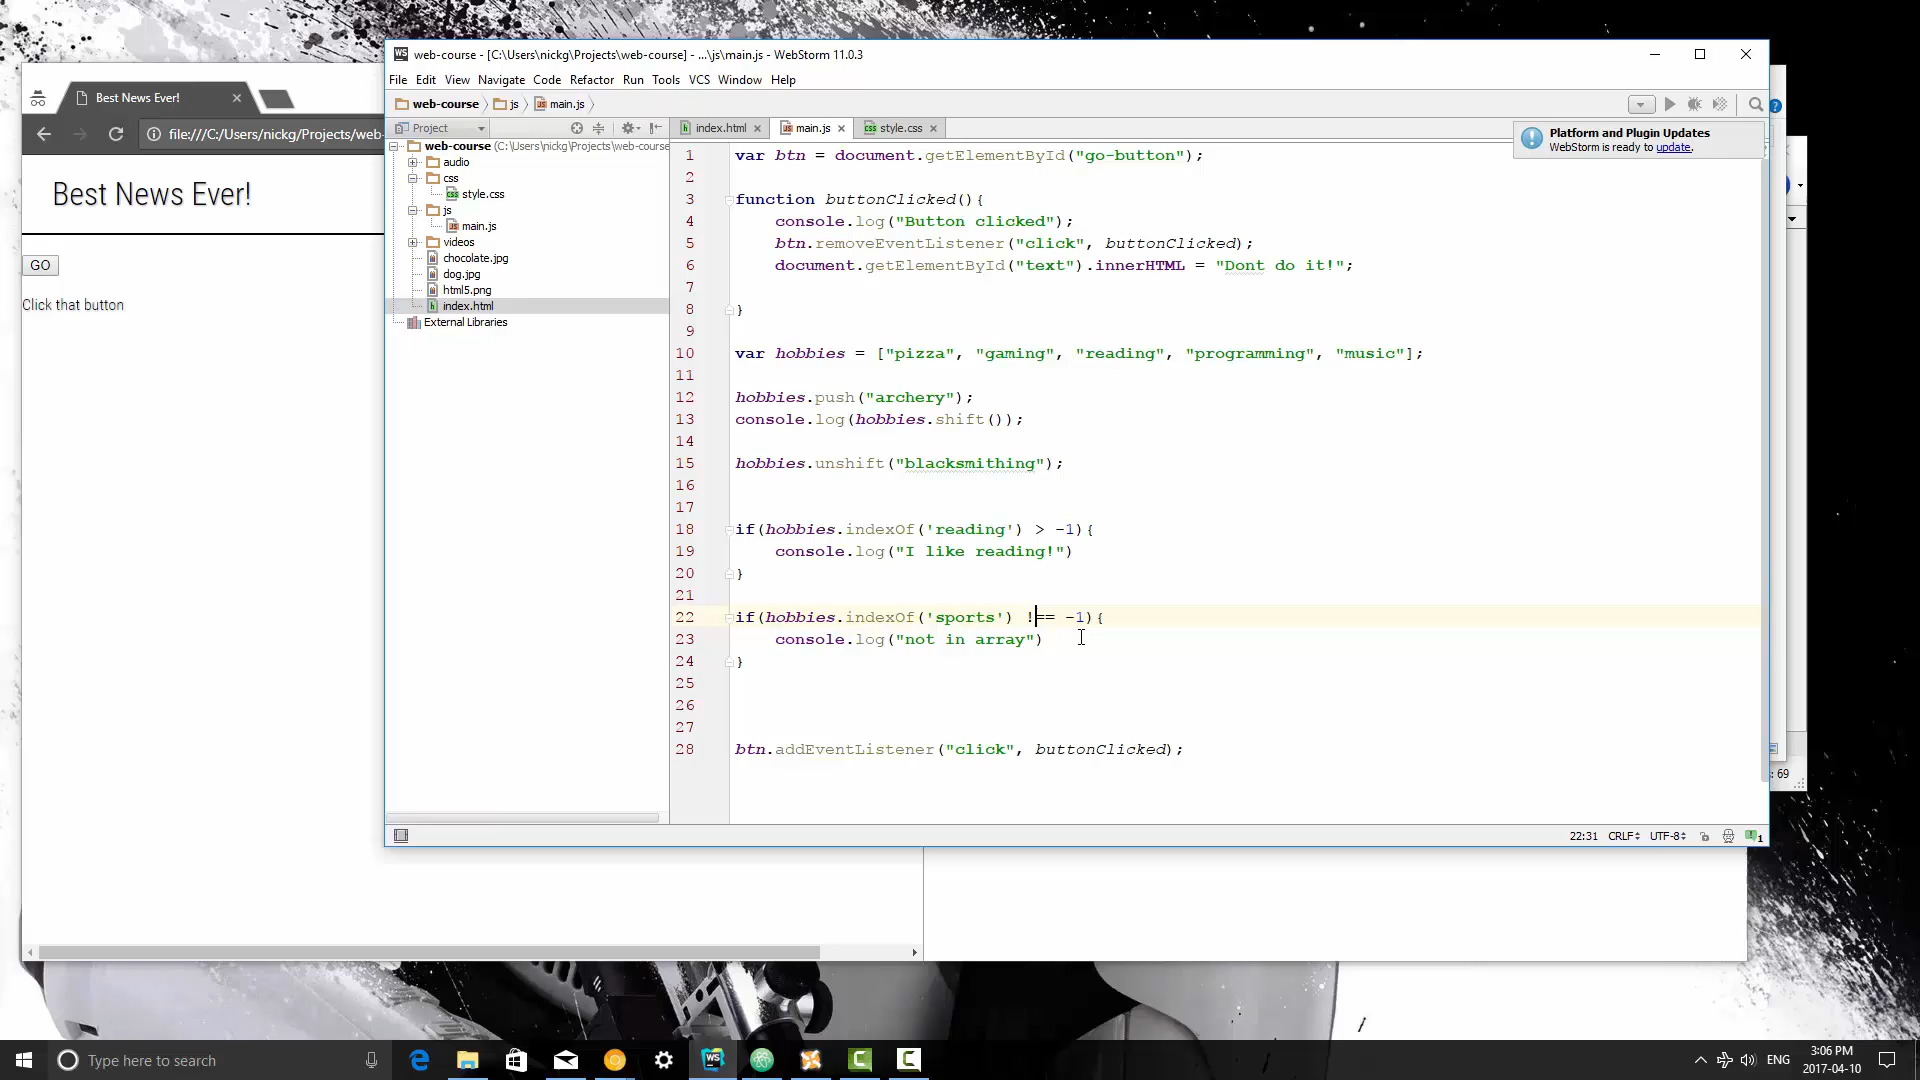 web-course - [C:\Users\nickg\Projects\web-course] - ...\js\main.js - WebStorm 11.0.3
File Edit View Navigate Code Refactor Run Tools VCS Window Help
Best News Ever!
web-course js main.js
file:///C:/Users/nickg/Projects/web-
Project
index.html main.js style.css
Platform and Plugin Updates
WebStorm is ready to update.
web-course (C:\Users\nickg\Projects\web-course
audio
css
style.css
js
main.js
videos
chocolate.jpg
dog.jpg
html5.png
index.html
External Libraries
Best News Ever!
GO
Click that button
1 var btn = document.getElementById("go-button");
2
3 function buttonClicked(){
4 console.log("Button clicked");
5 btn.removeEventListener("click", buttonClicked);
6 document.getElementById("text").innerHTML = "Dont do it!";
7
8 }
9
10 var hobbies = ["pizza", "gaming", "reading", "programming", "music"];
11
12 hobbies.push("archery");
13 console.log(hobbies.shift());
14
15 hobbies.unshift("blacksmithing");
16
17
18 if(hobbies.indexOf('reading') > -1){
19 console.log("I like reading!")
20 }
21
22 if(hobbies.indexOf('sports') !== -1){
23 console.log("not in array")
24 }
25
26
27
28 btn.addEventListener("click", buttonClicked);
: 69
22:31 CRLF UTF-8 1
Type here to search
ENG
3:06 PM
2017-04-10